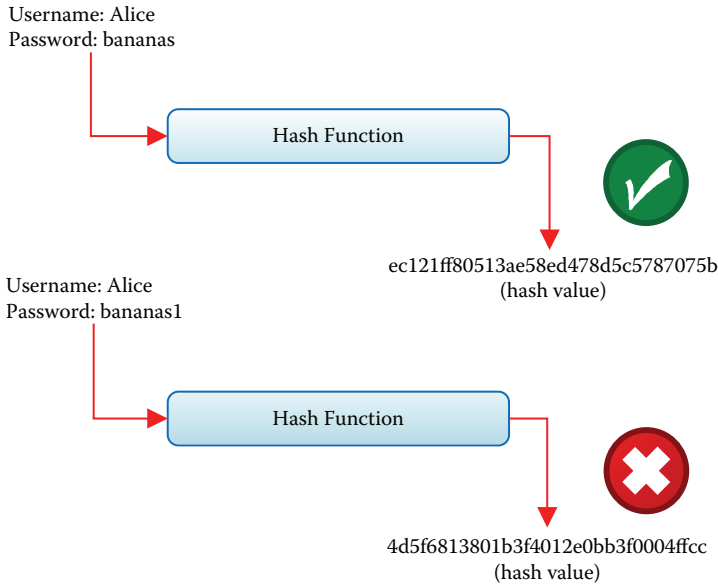 Username: Alice
Password: bananas
Hash Function
ec121ff80513ae58ed478d5c5787075b
(hash value)
Username: Alice
Password: bananas1
Hash Function
4d5f6813801b3f4012e0bb3f0004ffcc
(hash value)